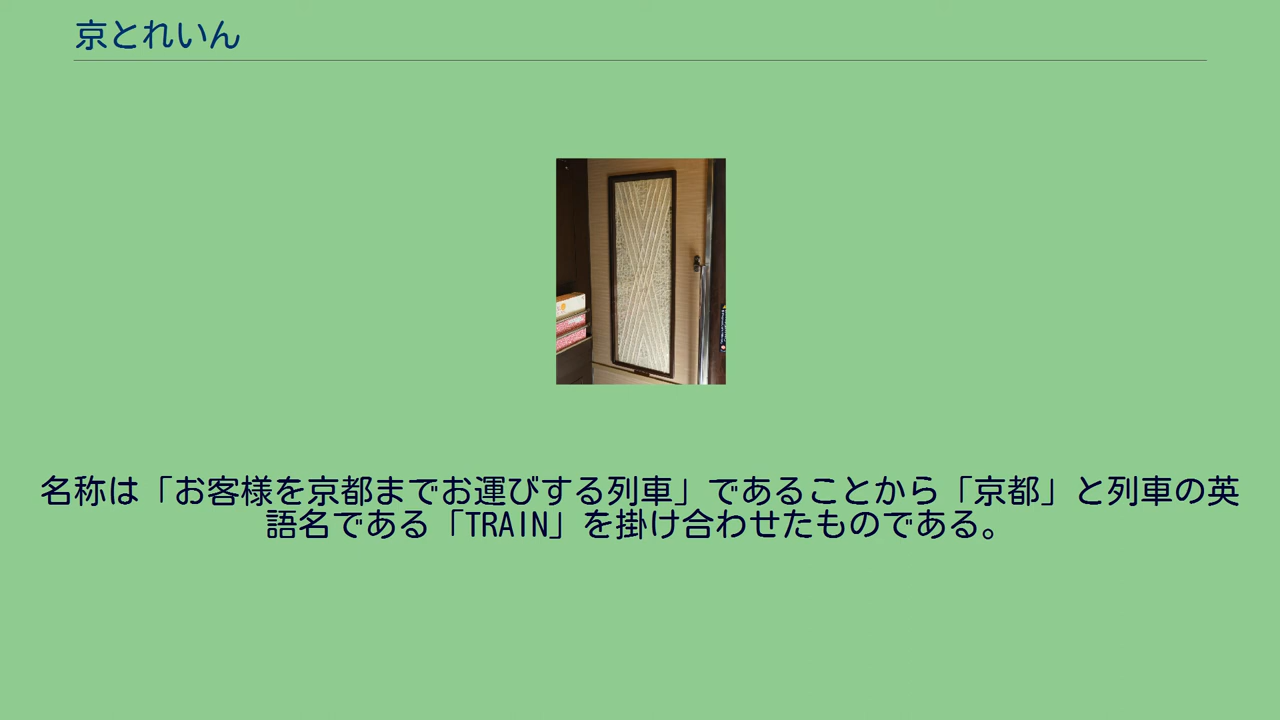 京とれいん
名称は「お客様を京都までお運びする列車」であることから「京都」と列車の英
語名である「TRAIN」を掛け合わせたものである。